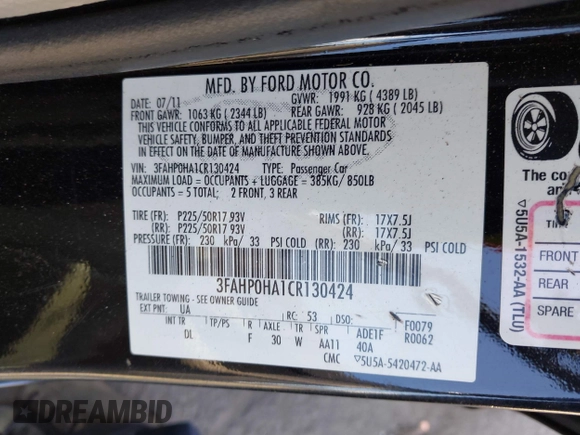 MFD. BY FORD MOTOR CO.
DATE: 07/11 GVWR: 1991 KG ( 4389 LB)
FRONT GAWR: 1063 KG ( 2344 LB) REAR GAWR: 928 KG ( 2045 LB)
THIS VEHICLE CONFORMS TO ALL APPLICABLE FEDERAL MOTOR
VEHICLE SAFETY, BUMPER, AND THEFT PREVENTION STANDARDS
IN EFFECT ON THE DATE OF MANUFACTURE SHOWN ABOVE.
VIN: 3FAHP0HA1CR130424 TYPE: Passenger Car
MAXIMUM LOAD = OCCUPANTS + LUGGAGE = 385KG/ 850LB
OCCUPANTS = 5 TOTAL; 2 FRONT, 3 REAR
TIRE (FR): P225/50R17 93V RIMS (FR): 17X7.5J
(RR): P225/50R17 93V (RR): 17X7.5J
PRESSURE (FR) 230 kPa/ 33 PSI COLD (RR) 230 kPa/ 33 PSI COLD
3FAHP0HA1CR130424
TRAILER TOWING - SEE OWNER GUIDE
EXT PNT: UA RC: 53 DSO: F0079
INT TR TP/PS R AXLE TR SPR ADE1F R0062
DL F 30 W AA11 40A
CMC ▽5U5A-5420472-AA
The co
and
▽5U5A-1532-AA (TLU)
FRONT
REAR
SPARE
DREAMBID